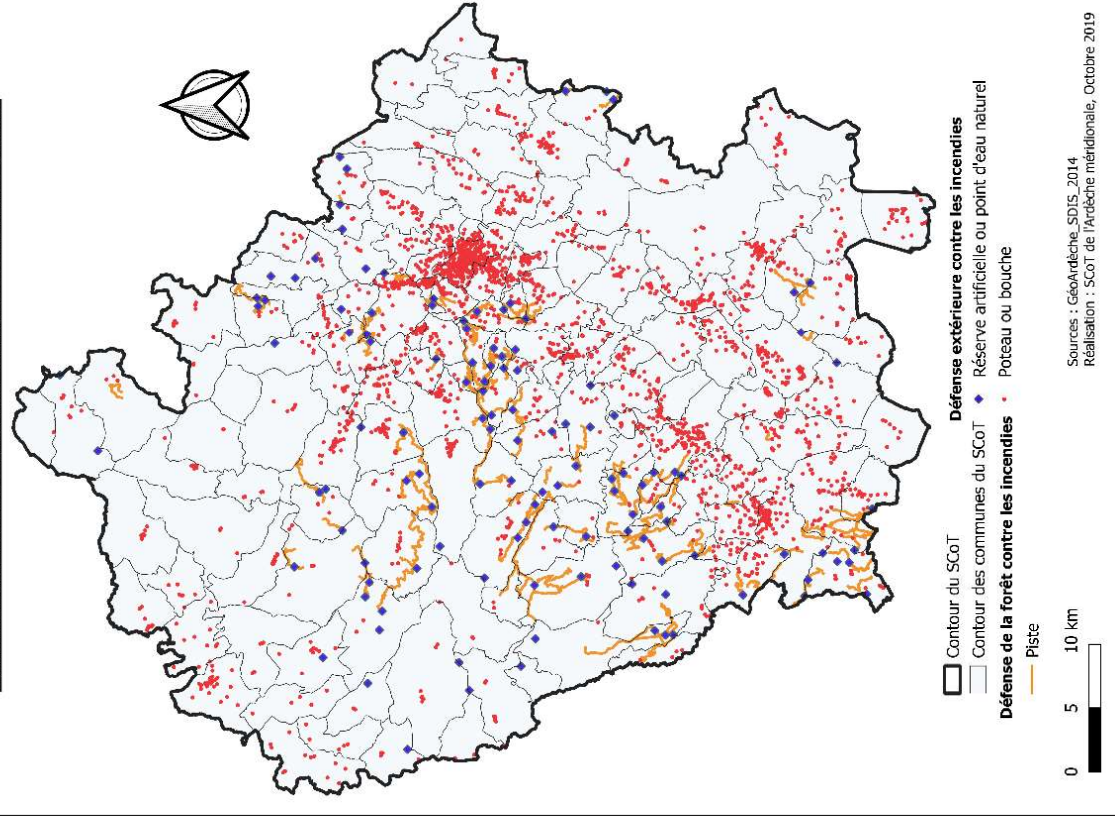 Contour du SCoT
Contour des communes du SCoT
Défense de la forêt contre les incendies
Piste
Défense extérieure contre les incendies
Réserve artificielle ou point d'eau naturel
Poteau ou bouche
0 5 10 km
Sources : GéoArdèche_SDIS_2014
Réalisation : SCoT de l'Ardèche méridionale, Octobre 2019